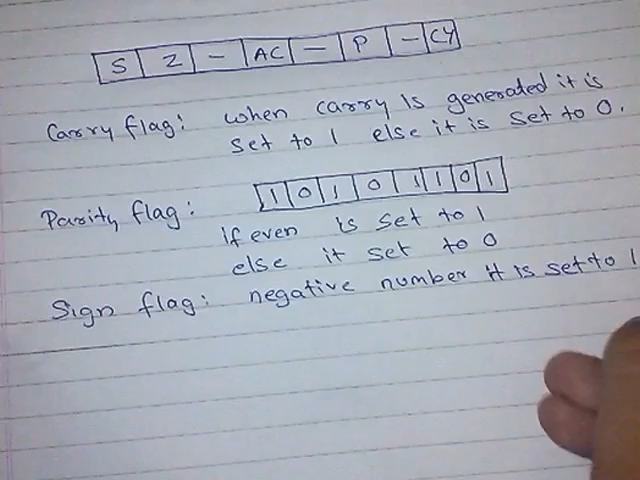 S Z - AC - P - CY
Carry flag: when carry is generated it is
set to 1 else it is set to 0.
Parity flag: 1 0 1 0 1 1 0 1
if even is set to 1
else it set to 0
Sign flag: negative number it is set to 1